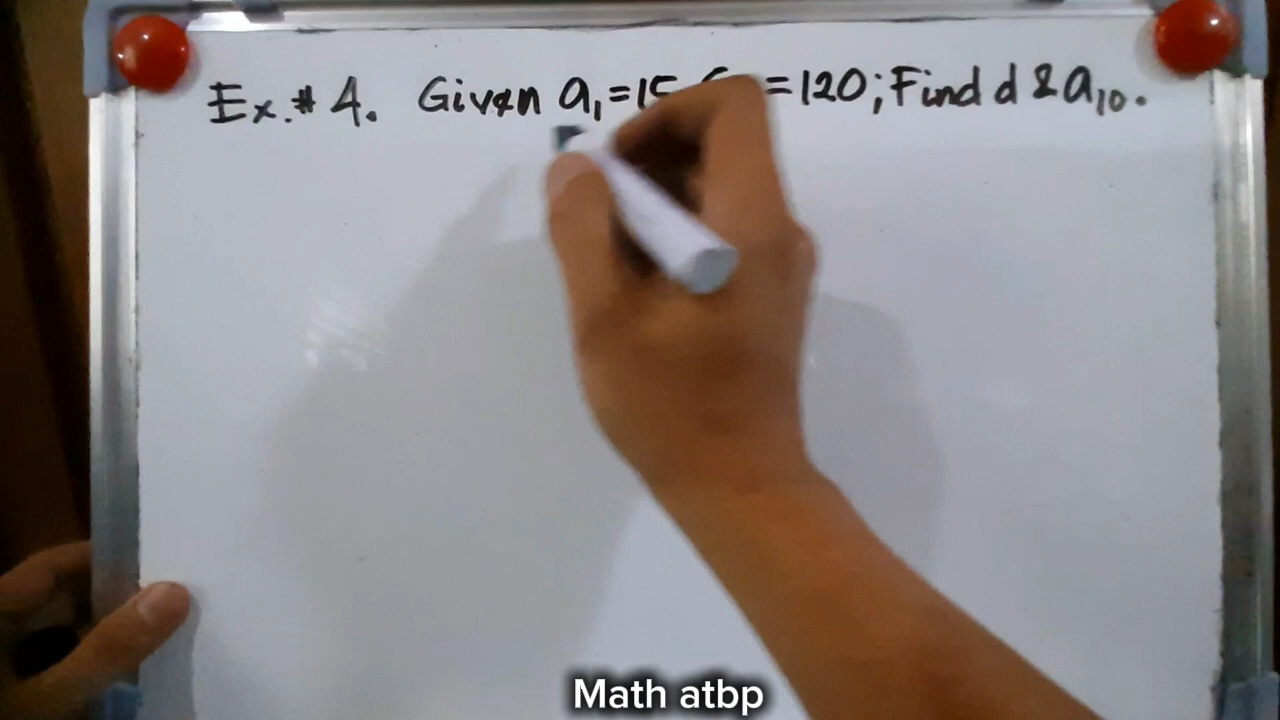 Ex. # 4. Given a₁=15 =120; Find d & a₁₀.
Math atbp